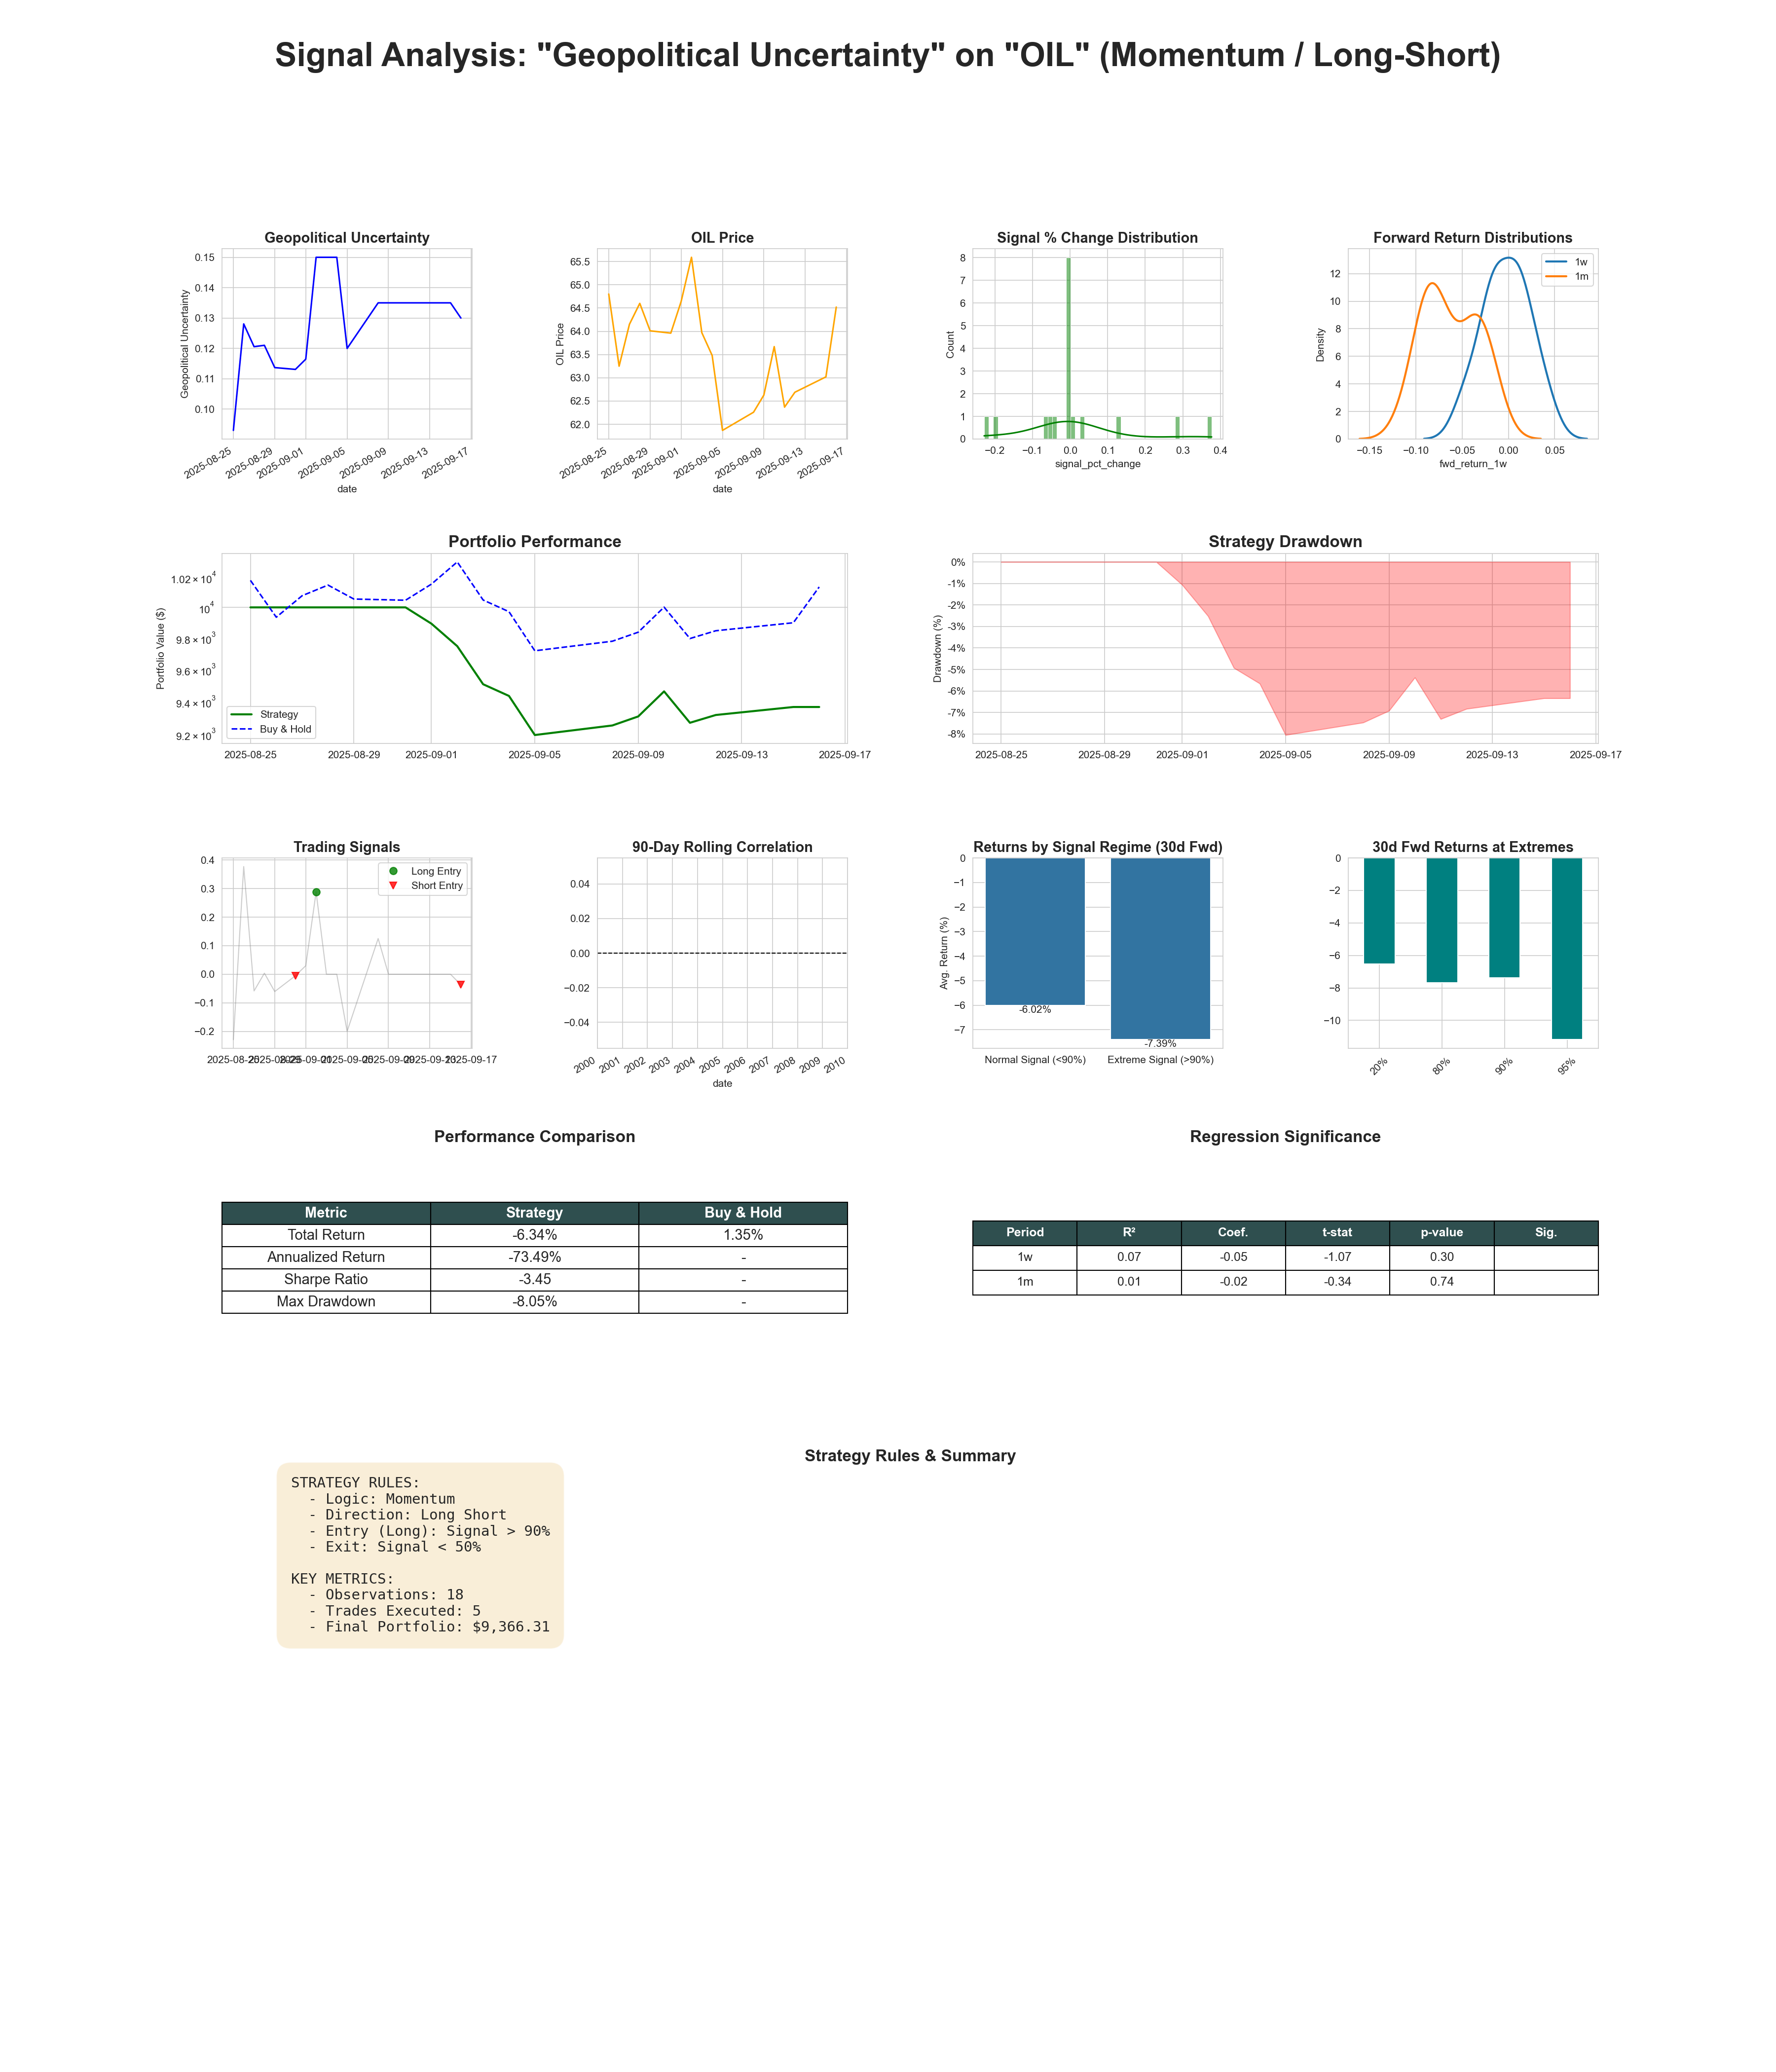 Signal Analysis: "Geopolitical Uncertainty" on "OIL" (Momentum / Long-Short)
Geopolitical Uncertainty
0.15
0.14
0.13
0.12
0.11
0.10
Geopolitical Uncertainty
2025-08-25
2025-08-29
2025-09-01
2025-09-05
2025-09-09
2025-09-13
2025-09-17
date
OIL Price
65.5
65.0
64.5
64.0
63.5
63.0
62.5
62.0
OIL Price
2025-08-25
2025-08-29
2025-09-01
2025-09-05
2025-09-09
2025-09-13
2025-09-17
date
Signal % Change Distribution
8
7
6
5
4
3
2
1
0
Count
−0.2
−0.1
0.0
0.1
0.2
0.3
0.4
signal_pct_change
Forward Return Distributions
1w
1m
12
10
8
6
4
2
0
Density
−0.15
−0.10
−0.05
0.00
0.05
fwd_return_1w
Portfolio Performance
1.02 × 10⁴
10⁴
9.8 × 10³
9.6 × 10³
9.4 × 10³
9.2 × 10³
Portfolio Value ($)
Strategy
Buy & Hold
2025-08-25
2025-08-29
2025-09-01
2025-09-05
2025-09-09
2025-09-13
2025-09-17
Strategy Drawdown
0%
-1%
-2%
-3%
-4%
-5%
-6%
-7%
-8%
Drawdown (%)
2025-08-25
2025-08-29
2025-09-01
2025-09-05
2025-09-09
2025-09-13
2025-09-17
Trading Signals
Long Entry
Short Entry
0.4
0.3
0.2
0.1
0.0
−0.1
−0.2
2025-08-25
2025-08-29
2025-09-01
2025-09-05
2025-09-09
2025-09-13
2025-09-17
90-Day Rolling Correlation
0.04
0.02
0.00
−0.02
−0.04
2000
2001
2002
2003
2004
2005
2006
2007
2008
2009
2010
date
Returns by Signal Regime (30d Fwd)
0
−1
−2
−3
−4
−5
−6
−7
Avg. Return (%)
-6.02%
-7.39%
Normal Signal (<90%)
Extreme Signal (>90%)
30d Fwd Returns at Extremes
0
−2
−4
−6
−8
−10
20%
80%
90%
95%
Performance Comparison
Metric Strategy Buy & Hold
Total Return -6.34% 1.35%
Annualized Return -73.49% -
Sharpe Ratio -3.45 -
Max Drawdown -8.05% -
Regression Significance
Period R² Coef. t-stat p-value Sig.
1w 0.07 -0.05 -1.07 0.30
1m 0.01 -0.02 -0.34 0.74
Strategy Rules & Summary
STRATEGY RULES:
- Logic: Momentum
- Direction: Long Short
- Entry (Long): Signal > 90%
- Exit: Signal < 50%
KEY METRICS:
- Observations: 18
- Trades Executed: 5
- Final Portfolio: $9,366.31